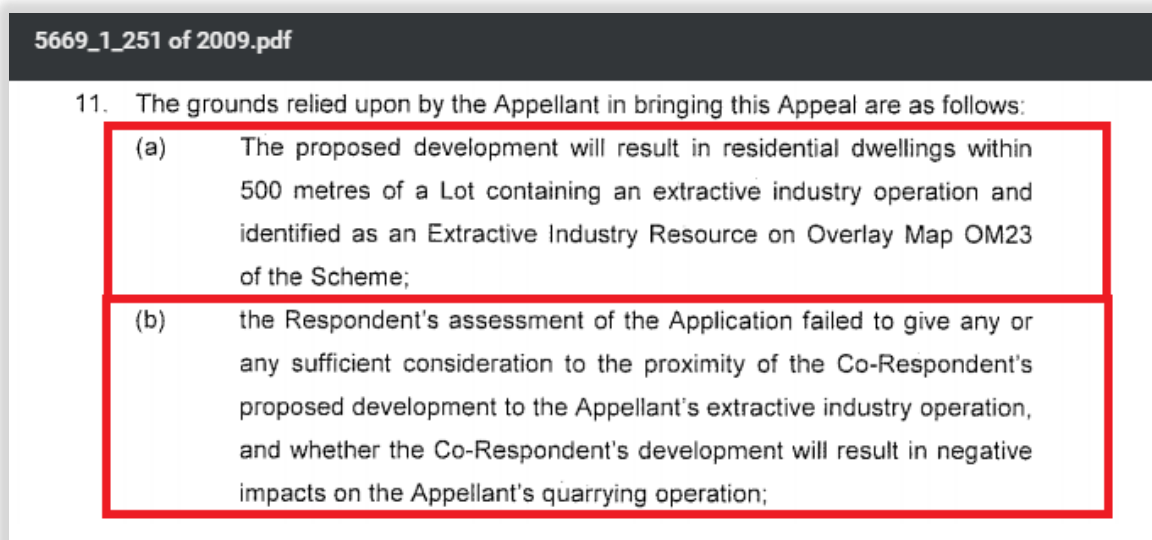 5669_1_251 of 2009.pdf
11. The grounds relied upon by the Appellant in bringing this Appeal are as follows:
(a) The proposed development will result in residential dwellings within
500 metres of a Lot containing an extractive industry operation and
identified as an Extractive Industry Resource on Overlay Map OM23
of the Scheme;
(b) the Respondent's assessment of the Application failed to give any or
any sufficient consideration to the proximity of the Co-Respondent's
proposed development to the Appellant's extractive industry operation,
and whether the Co-Respondent's development will result in negative
impacts on the Appellant's quarrying operation;